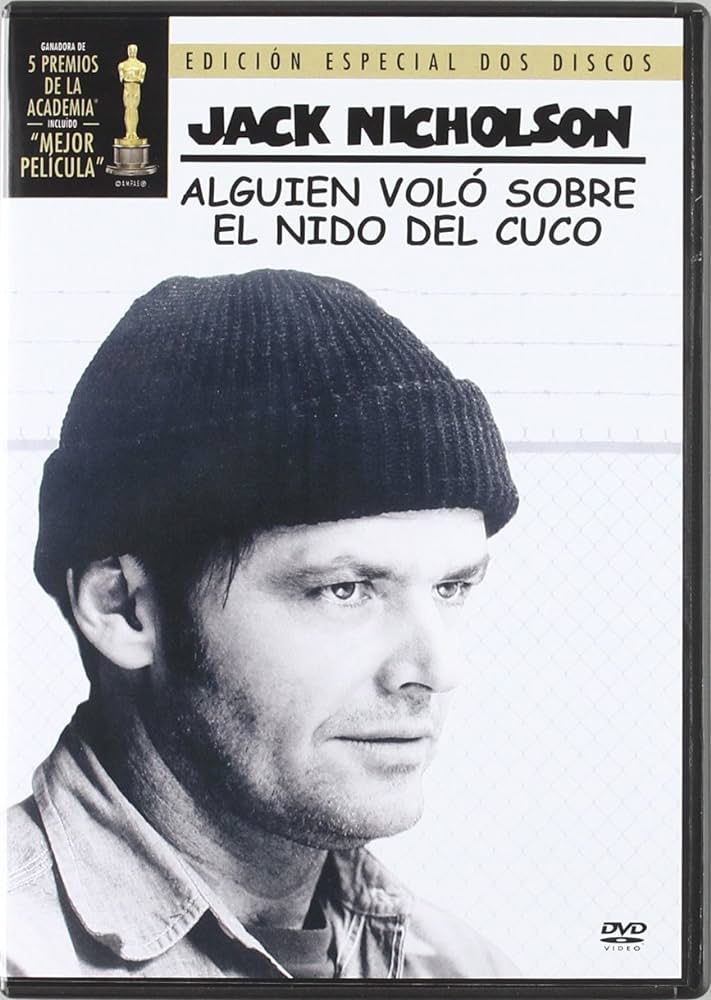 GANADORA DE
5 PREMIOS
DE LA
ACADEMIA®
INCLUÍDO
"MEJOR
PELÍCULA"
©A.M.P.A.S.®
EDICIÓN ESPECIAL DOS DISCOS
JACK NICHOLSON
ALGUIEN VOLÓ SOBRE
EL NIDO DEL CUCO
DVD
VIDEO